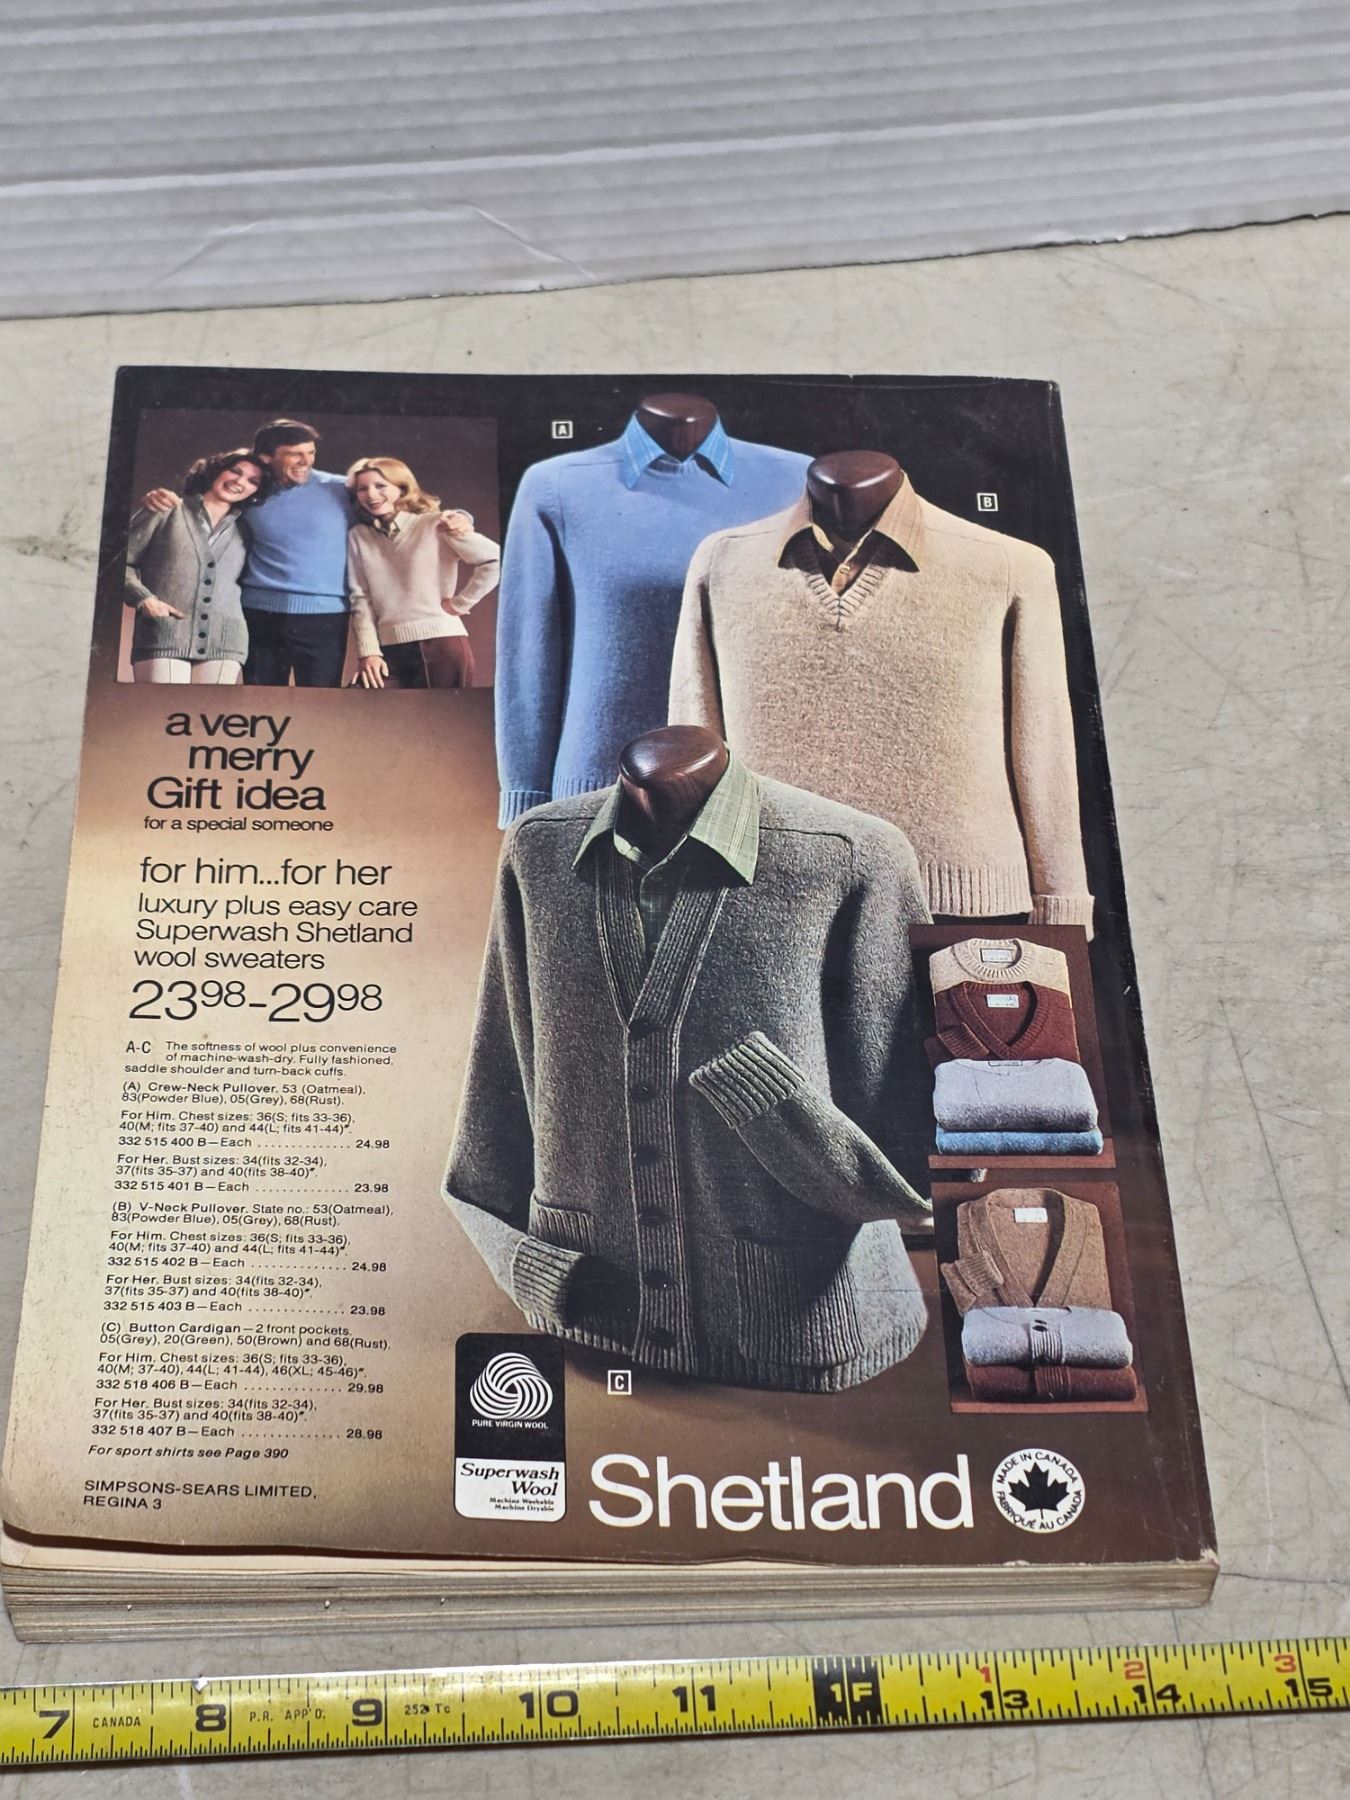 A
B
a very
merry
Gift idea
for a special someone
for him...for her
luxury plus easy care
Superwash Shetland
wool sweaters
23⁹⁸-29⁹⁸
A-C The softness of wool plus convenience
of machine-wash-dry. Fully fashioned,
saddle shoulder and turn-back cuffs.
(A) Crew-Neck Pullover. 53 (Oatmeal),
83(Powder Blue), 05(Grey), 68(Rust).
For Him. Chest sizes: 36(S; fits 33-36),
40(M; fits 37-40) and 44(L; fits 41-44)″.
332 515 400 B—Each .............. 24.98
For Her. Bust sizes: 34(fits 32-34),
37(fits 35-37) and 40(fits 38-40)″.
332 515 401 B—Each .............. 23.98
(B) V-Neck Pullover. State no.: 53(Oatmeal),
83(Powder Blue), 05(Grey), 68(Rust).
For Him. Chest sizes: 36(S; fits 33-36),
40(M; fits 37-40) and 44(L; fits 41-44)″.
332 515 402 B—Each .............. 24.98
For Her. Bust sizes: 34(fits 32-34),
37(fits 35-37) and 40(fits 38-40)″.
332 515 403 B—Each .............. 23.98
(C) Button Cardigan—2 front pockets.
05(Grey), 20(Green), 50(Brown) and 68(Rust).
For Him. Chest sizes: 36(S; fits 33-36),
40(M; 37-40), 44(L; 41-44), 46(XL; 45-46)″.
332 518 406 B—Each .............. 29.98
For Her. Bust sizes: 34(fits 32-34),
37(fits 35-37) and 40(fits 38-40)″.
332 518 407 B—Each .............. 28.98
For sport shirts see Page 390
SIMPSONS-SEARS LIMITED,
REGINA 3
C
PURE VIRGIN WOOL
Superwash
Wool
Machine Washable
Machine Dryable
Shetland
MADE IN CANADA
FABRIQUÉ AU CANADA
1 2 3
7 CANADA 8 P.R. APP'D. 9 10 11 1F 13 14 15